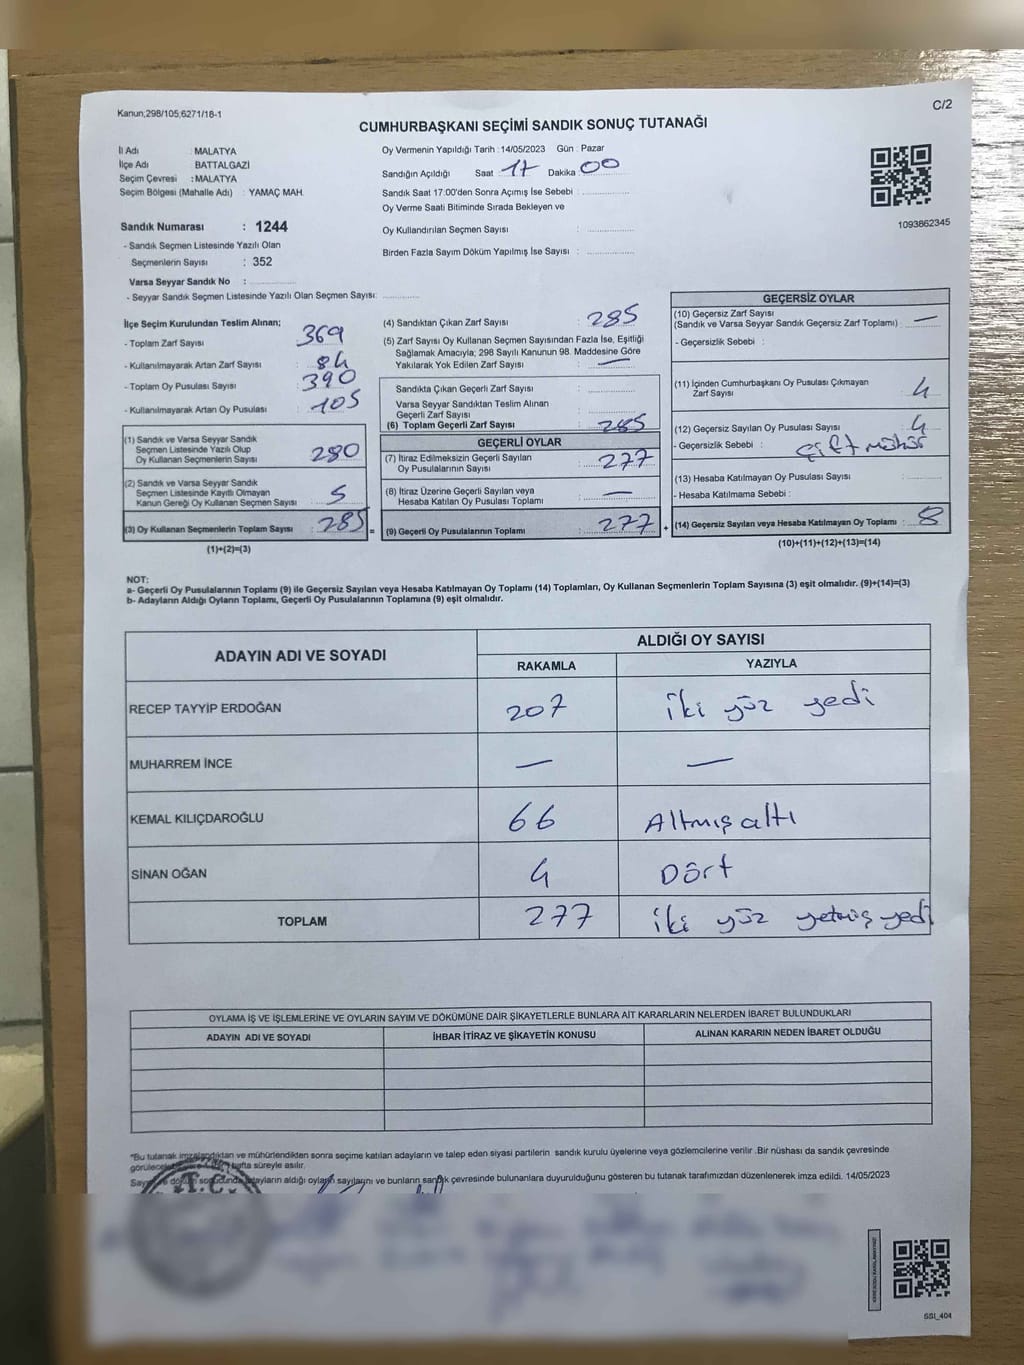 Kanun;298/105;6271/18-1
C/2
CUMHURBAŞKANI SEÇİMİ SANDIK SONUÇ TUTANAĞI
İl Adı : MALATYA
İlçe Adı : BATTALGAZİ
Seçim Çevresi : MALATYA
Seçim Bölgesi (Mahalle Adı) : YAMAÇ MAH.
Sandık Numarası : 1244
- Sandık Seçmen Listesinde Yazılı Olan
Seçmenlerin Sayısı : 352
Varsa Seyyar Sandık No :
- Seyyar Sandık Seçmen Listesinde Yazılı Olan Seçmen Sayısı:
Oy Vermenin Yapıldığı Tarih : 14/05/2023 Gün : Pazar
Sandığın Açıldığı Saat 17 Dakika 00
Sandık Saat 17:00'den Sonra Açımış İse Sebebi :
Oy Verme Saati Bitiminde Sırada Bekleyen ve
Oy Kullandırılan Seçmen Sayısı :
Birden Fazla Sayım Döküm Yapılmış İse Sayısı :
1093862345
İlçe Seçim Kurulundan Teslim Alınan;
- Toplam Zarf Sayısı : 369
- Kullanılmayarak Artan Zarf Sayısı : 84
- Toplam Oy Pusulası Sayısı : 390
- Kullanılmayarak Artan Oy Pusulası : 105
(1) Sandık ve Varsa Seyyar Sandık
Seçmen Listesinde Yazılı Olup
Oy Kullanan Seçmenlerin Sayısı : 280
(2) Sandık ve Varsa Seyyar Sandık
Seçmen Listesinde Kayıtlı Olmayan
Kanun Gereği Oy Kullanan Seçmen Sayısı : 5
(3) Oy Kullanan Seçmenlerin Toplam Sayısı : 285 =
(1)+(2)=(3)
(4) Sandıktan Çıkan Zarf Sayısı : 285
(5) Zarf Sayısı Oy Kullanan Seçmen Sayısından Fazla İse, Eşitliği
Sağlamak Amacıyla; 298 Sayılı Kanunun 98. Maddesine Göre
Yakılarak Yok Edilen Zarf Sayısı : —
Sandıkta Çıkan Geçerli Zarf Sayısı :
Varsa Seyyar Sandıktan Teslim Alınan
Geçerli Zarf Sayısı :
(6) Toplam Geçerli Zarf Sayısı : 285
GEÇERLİ OYLAR
(7) İtiraz Edilmeksizin Geçerli Sayılan
Oy Pusulalarının Sayısı : 277
(8) İtiraz Üzerine Geçerli Sayılan veya
Hesaba Katılan Oy Pusulası Toplamı : —
(9) Geçerli Oy Pusulalarının Toplamı : 277 +
GEÇERSİZ OYLAR
(10) Geçersiz Zarf Sayısı
(Sandık ve Varsa Seyyar Sandık Geçersiz Zarf Toplamı) : —
- Geçersizlik Sebebi :
(11) İçinden Cumhurbaşkanı Oy Pusulası Çıkmayan
Zarf Sayısı : 4
(12) Geçersiz Sayılan Oy Pusulası Sayısı : 4
- Geçersizlik Sebebi : çift mühür
(13) Hesaba Katılmayan Oy Pusulası Sayısı :
- Hesaba Katılmama Sebebi :
(14) Geçersiz Sayılan veya Hesaba Katılmayan Oy Toplamı : 8
(10)+(11)+(12)+(13)=(14)
NOT:
a- Geçerli Oy Pusulalarının Toplamı (9) ile Geçersiz Sayılan veya Hesaba Katılmayan Oy Toplamı (14) Toplamları, Oy Kullanan Seçmenlerin Toplam Sayısına (3) eşit olmalıdır. (9)+(14)=(3)
b- Adayların Aldığı Oyların Toplamı, Geçerli Oy Pusulalarının Toplamına (9) eşit olmalıdır.
ADAYIN ADI VE SOYADI
ALDIĞI OY SAYISI
RAKAMLA YAZIYLA
RECEP TAYYİP ERDOĞAN 207 iki yüz yedi
MUHARREM İNCE — —
KEMAL KILIÇDAROĞLU 66 Altmış altı
SİNAN OĞAN 4 Dört
TOPLAM 277 iki yüz yetmiş yedi
OYLAMA İŞ VE İŞLEMLERİNE VE OYLARIN SAYIM VE DÖKÜMÜNE DAİR ŞİKAYETLERLE BUNLARA AİT KARARLARIN NELERDEN İBARET BULUNDUKLARI
ADAYIN ADI VE SOYADI İHBAR İTİRAZ VE ŞİKAYETİN KONUSU ALINAN KARARIN NEDEN İBARET OLDUĞU
*Bu tutanak imzalandıktan ve mühürlendikten sonra seçime katılan adayların ve talep eden siyasi partilerin sandık kurulu üyelerine veya gözlemcilerine verilir .Bir nüshası da sandık çevresinde
hafta süreyle asılır.
adayların aldığı oyların sayılarını ve bunların sandık çevresinde bulunanlara duyurulduğunu gösteren bu tutanak tarafımızdan düzenlenerek imza edildi. 14/05/2023
T.C.
SSI_404